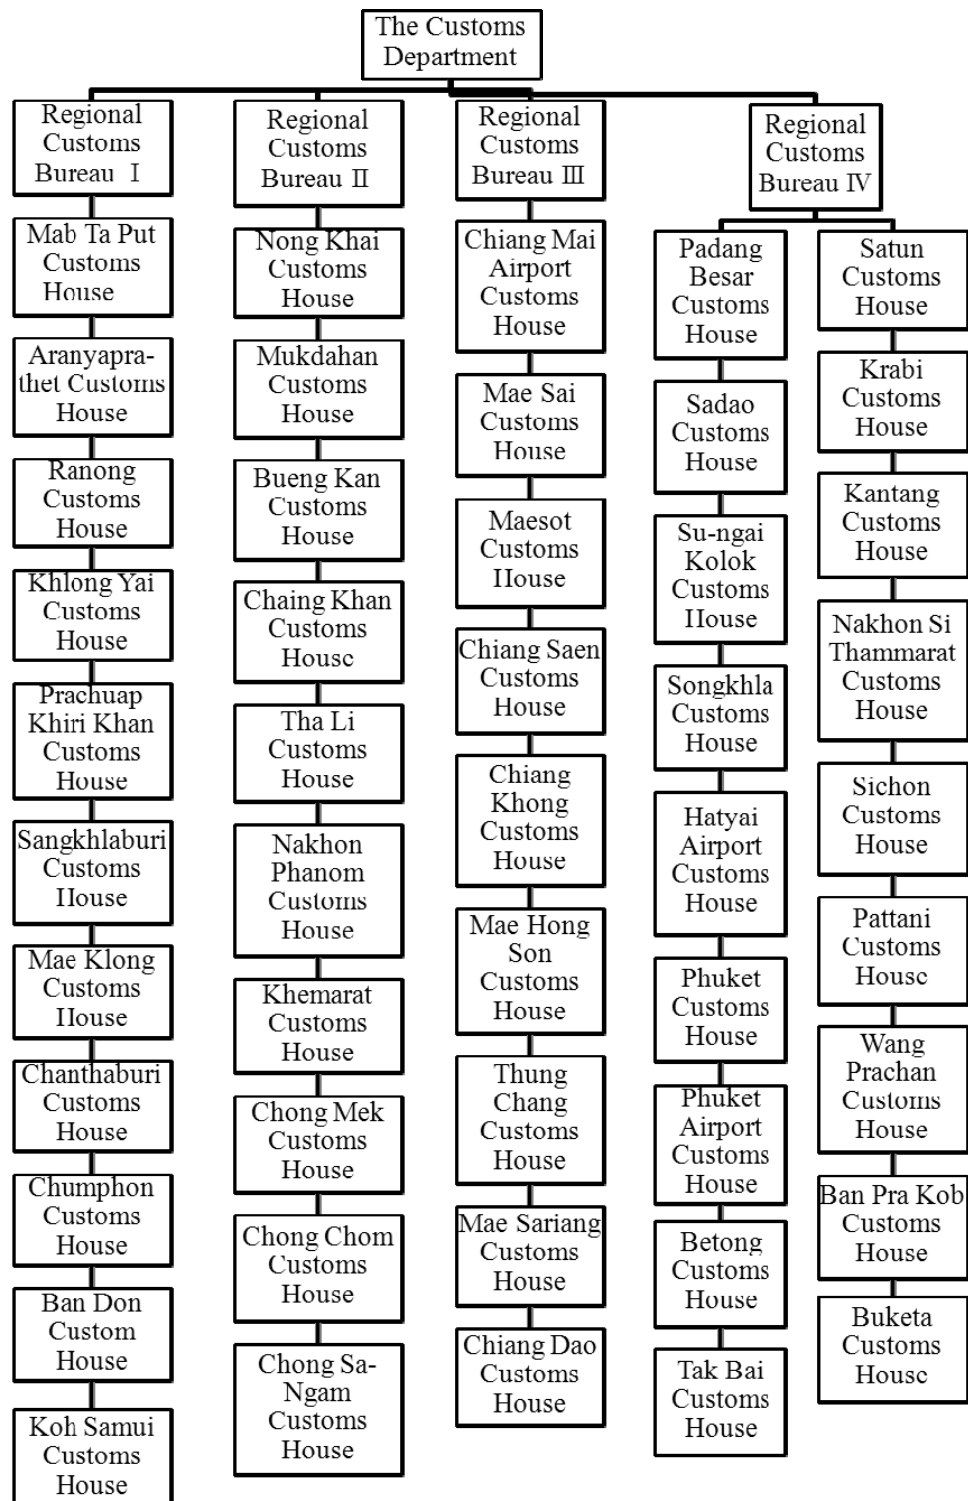 The Customs
Department
Regional
Customs
Bureau Ⅰ
Mab Ta Put
Customs
House
Aranyapra-
thet Customs
House
Ranong
Customs
House
Khlong Yai
Customs
House
Prachuap
Khiri Khan
Customs
House
Sangkhlaburi
Customs
House
Mae Klong
Customs
House
Chanthaburi
Customs
House
Chumphon
Customs
House
Ban Don
Custom
House
Koh Samui
Customs
House
Regional
Customs
Bureau Ⅱ
Nong Khai
Customs
House
Mukdahan
Customs
House
Bueng Kan
Customs
House
Chaing Khan
Customs
House
Tha Li
Customs
House
Nakhon
Phanom
Customs
House
Khemarat
Customs
House
Chong Mek
Customs
House
Chong Chom
Customs
House
Chong Sa-
Ngam
Customs
House
Regional
Customs
Bureau Ⅲ
Chiang Mai
Airport
Customs
House
Mae Sai
Customs
House
Maesot
Customs
House
Chiang Saen
Customs
House
Chiang
Khong
Customs
House
Mae Hong
Son
Customs
House
Thung
Chang
Customs
House
Mae Sariang
Customs
House
Chiang Dao
Customs
House
Regional
Customs
Bureau Ⅳ
Padang
Besar
Customs
House
Sadao
Customs
House
Su-ngai
Kolok
Customs
House
Songkhla
Customs
House
Hatyai
Airport
Customs
House
Phuket
Customs
House
Phuket
Airport
Customs
House
Betong
Customs
House
Tak Bai
Customs
House
Satun
Customs
House
Krabi
Customs
House
Kantang
Customs
House
Nakhon Si
Thammarat
Customs
House
Sichon
Customs
House
Pattani
Customs
House
Wang
Prachan
Customs
House
Ban Pra Kob
Customs
House
Buketa
Customs
House